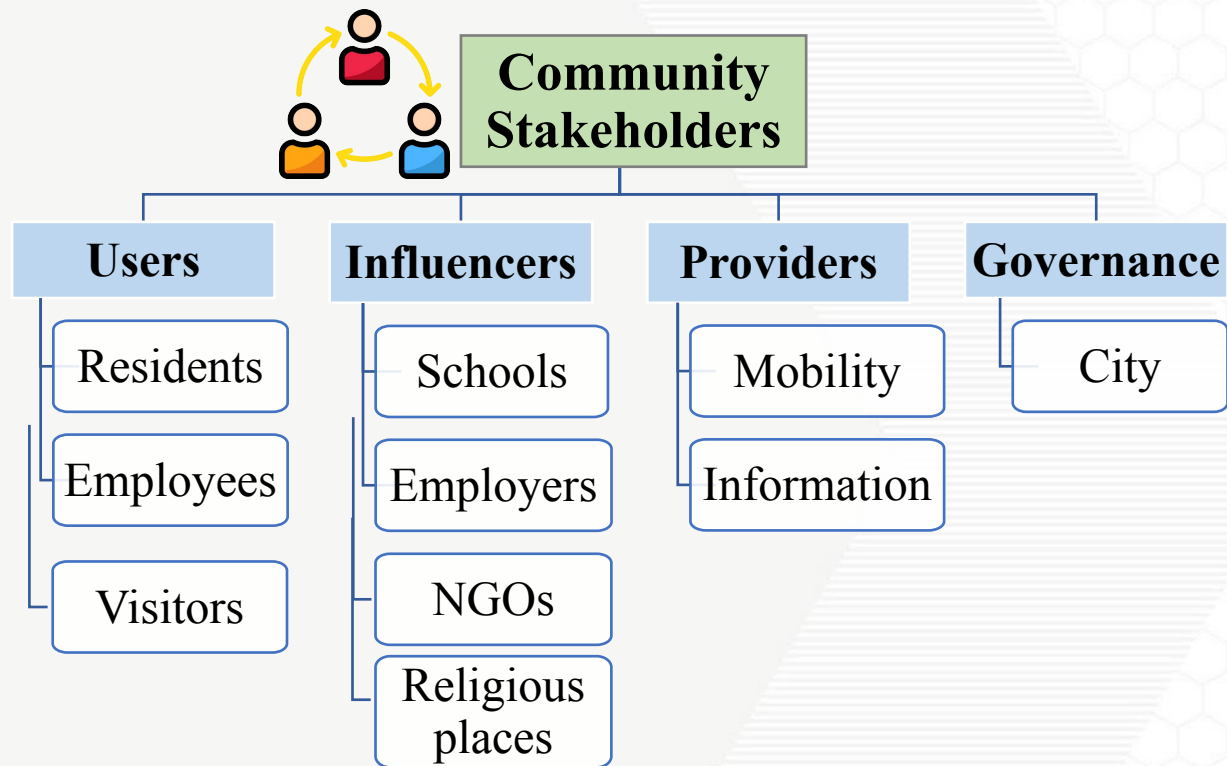 Community
Stakeholders
Users
Residents
Employees
Visitors
Influencers
Schools
Employers
NGOs
Religious
places
Providers
Mobility
Information
Governance
City